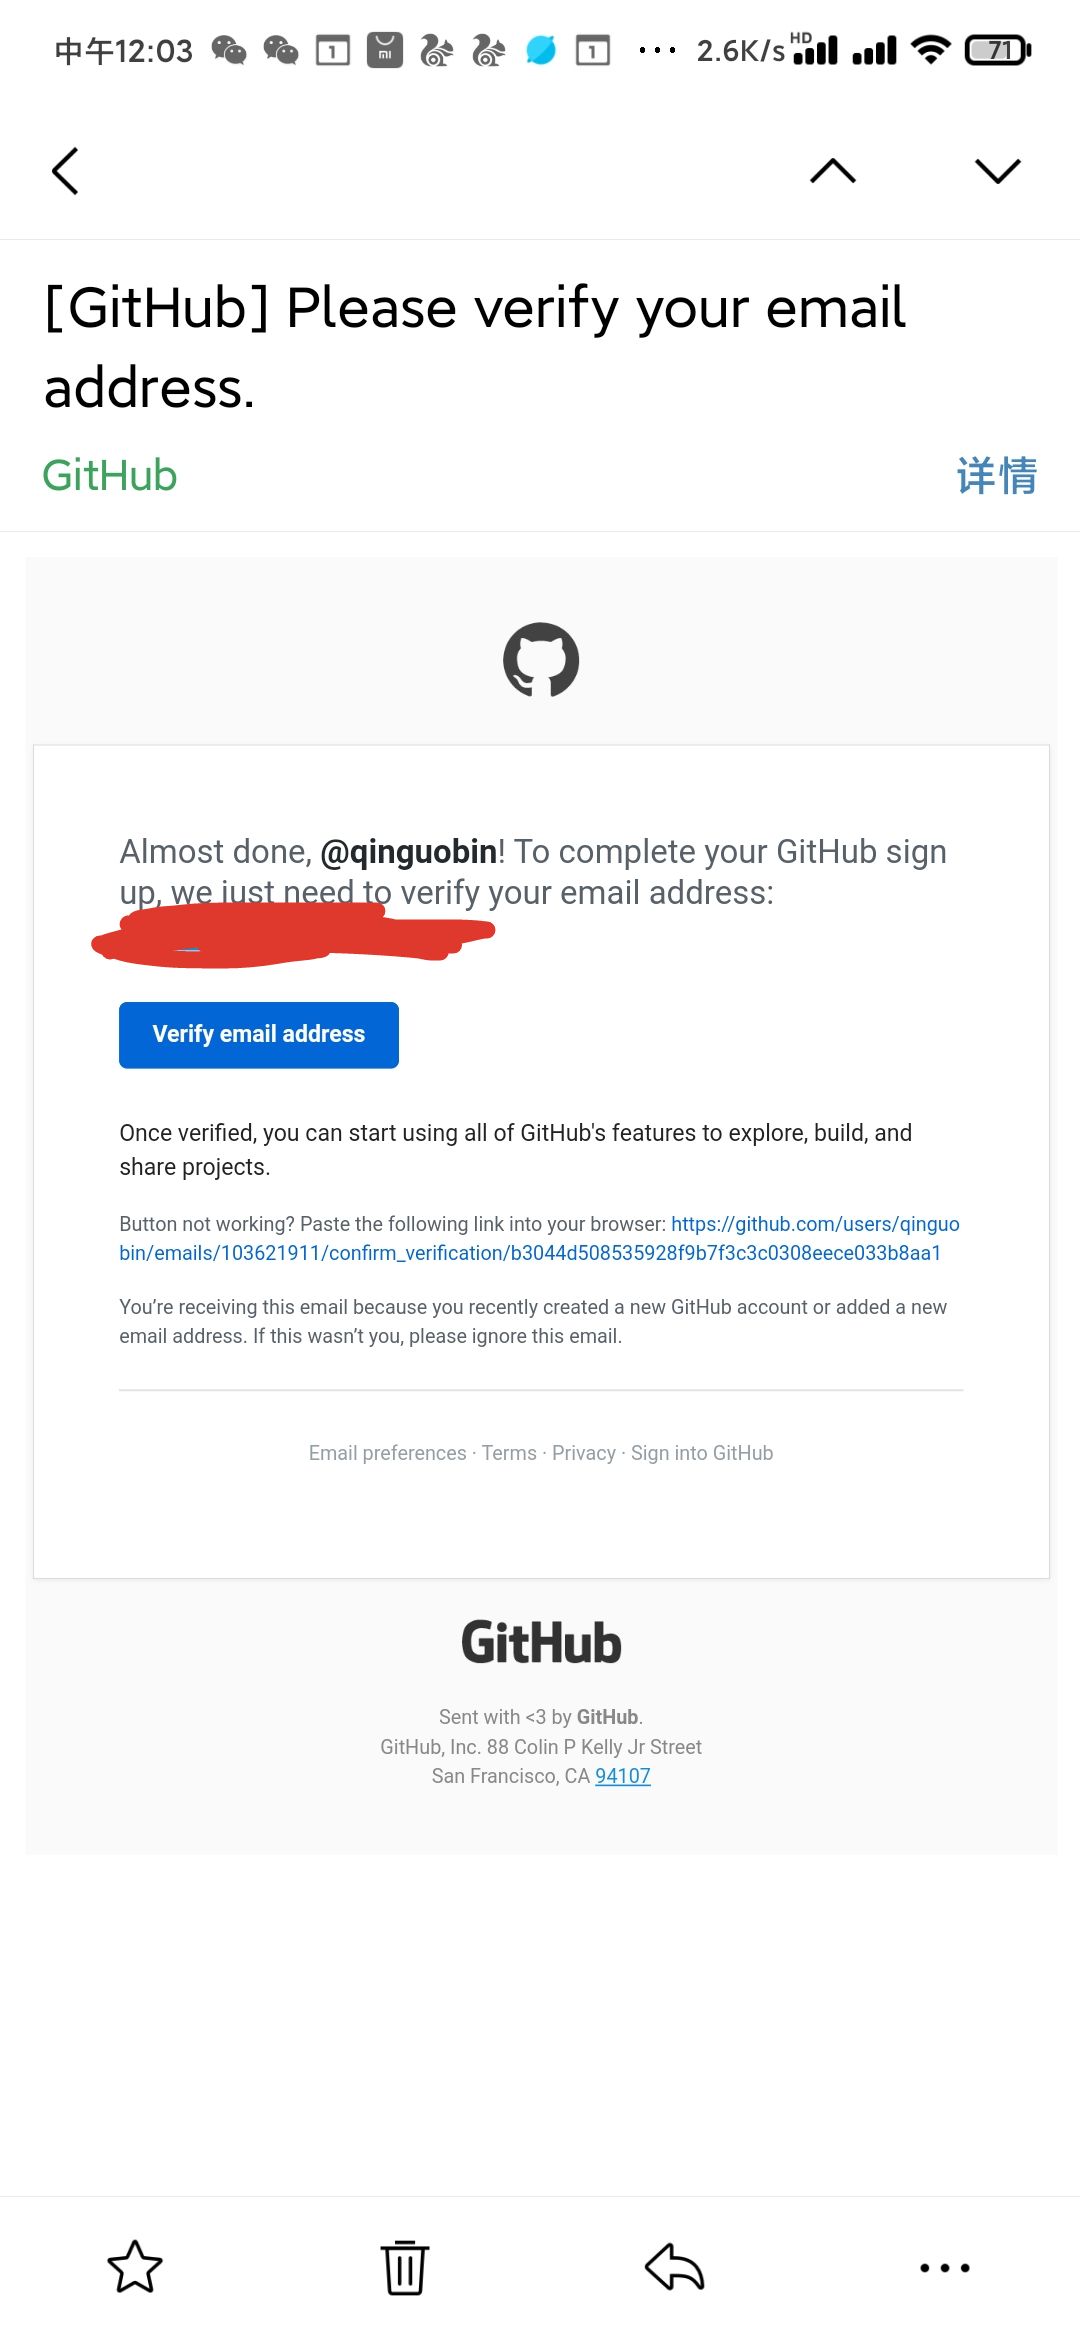 中午12:03
1
mi
1
2.6K/s
HD
71
[GitHub] Please verify your email
address.
GitHub
详情
Almost done, @qinguobin! To complete your GitHub sign
up, we just need to verify your email address:
Verify email address
Once verified, you can start using all of GitHub's features to explore, build, and
share projects.
Button not working? Paste the following link into your browser: https://github.com/users/qinguo
bin/emails/103621911/confirm_verification/b3044d508535928f9b7f3c3c0308eece033b8aa1
You’re receiving this email because you recently created a new GitHub account or added a new
email address. If this wasn’t you, please ignore this email.
Email preferences · Terms · Privacy · Sign into GitHub
GitHub
Sent with <3 by GitHub.
GitHub, Inc. 88 Colin P Kelly Jr Street
San Francisco, CA 94107